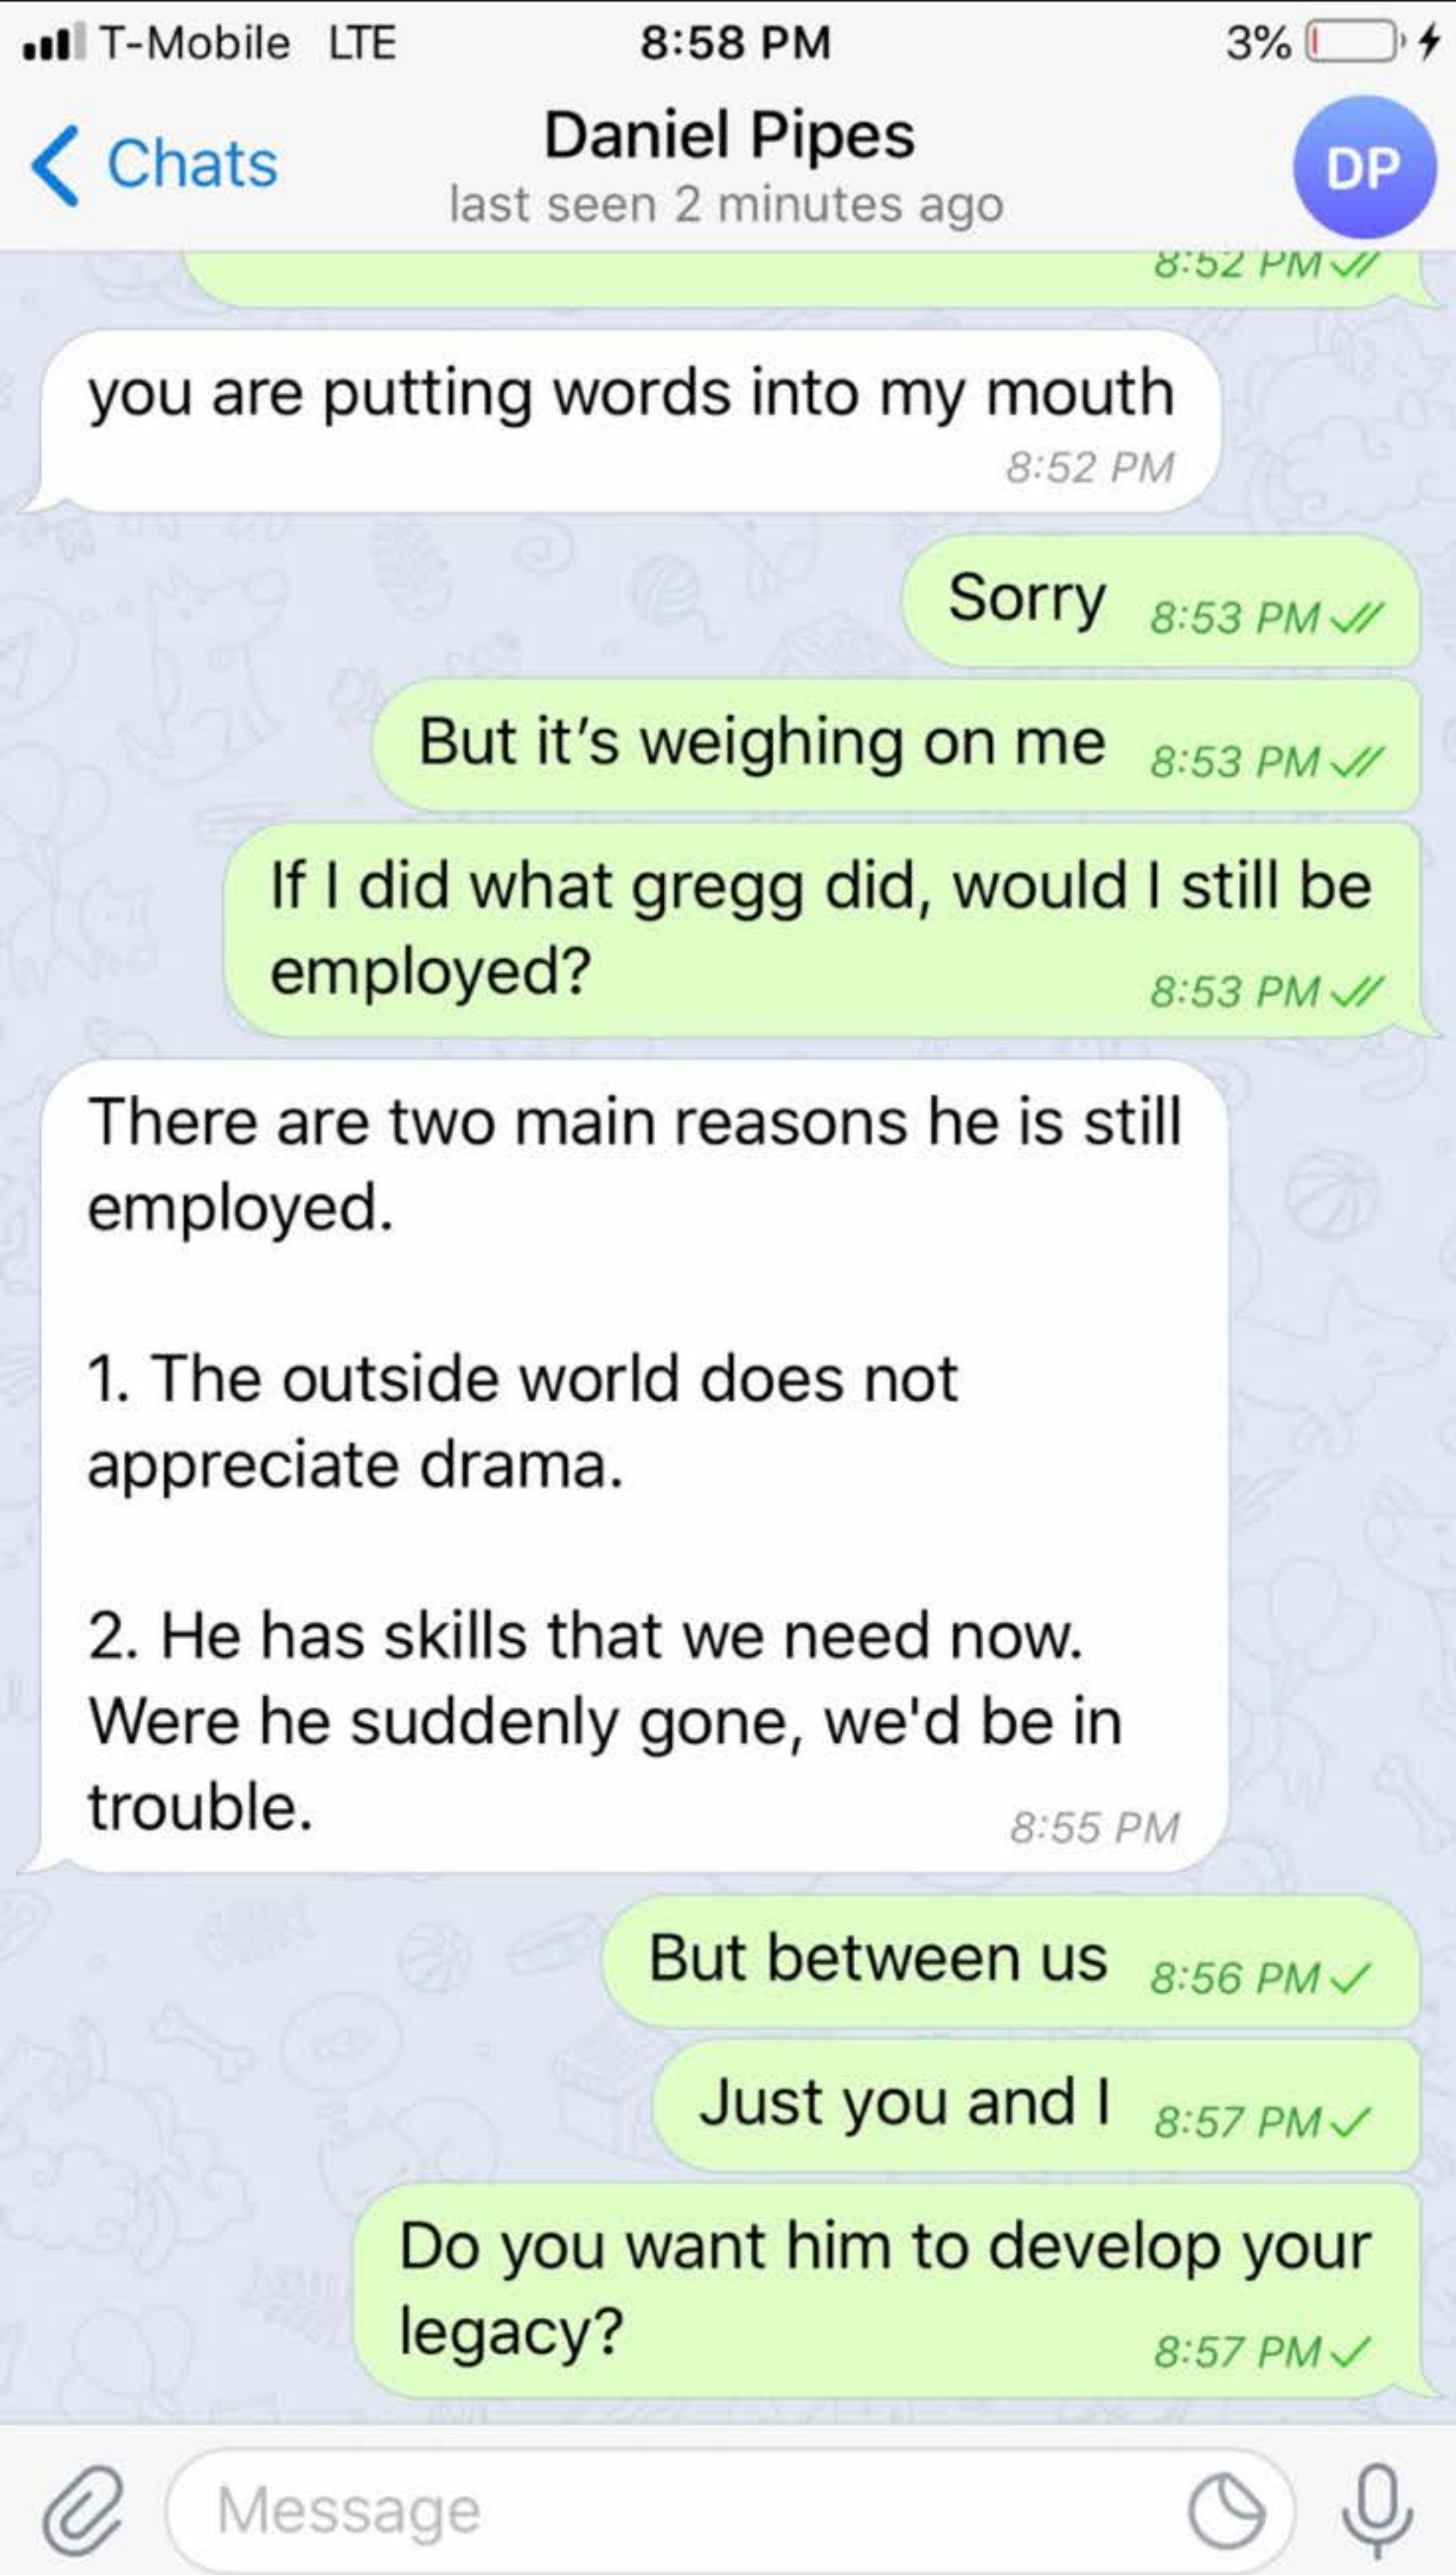 T-Mobile LTE 8:58 PM 3%
Chats Daniel Pipes DP
last seen 2 minutes ago
8:52 PM
you are putting words into my mouth
8:52 PM
Sorry 8:53 PM
But it's weighing on me 8:53 PM
If I did what gregg did, would I still be
employed? 8:53 PM
There are two main reasons he is still
employed.
1. The outside world does not
appreciate drama.
2. He has skills that we need now.
Were he suddenly gone, we'd be in
trouble. 8:55 PM
But between us 8:56 PM
Just you and I 8:57 PM
Do you want him to develop your
legacy? 8:57 PM
Message